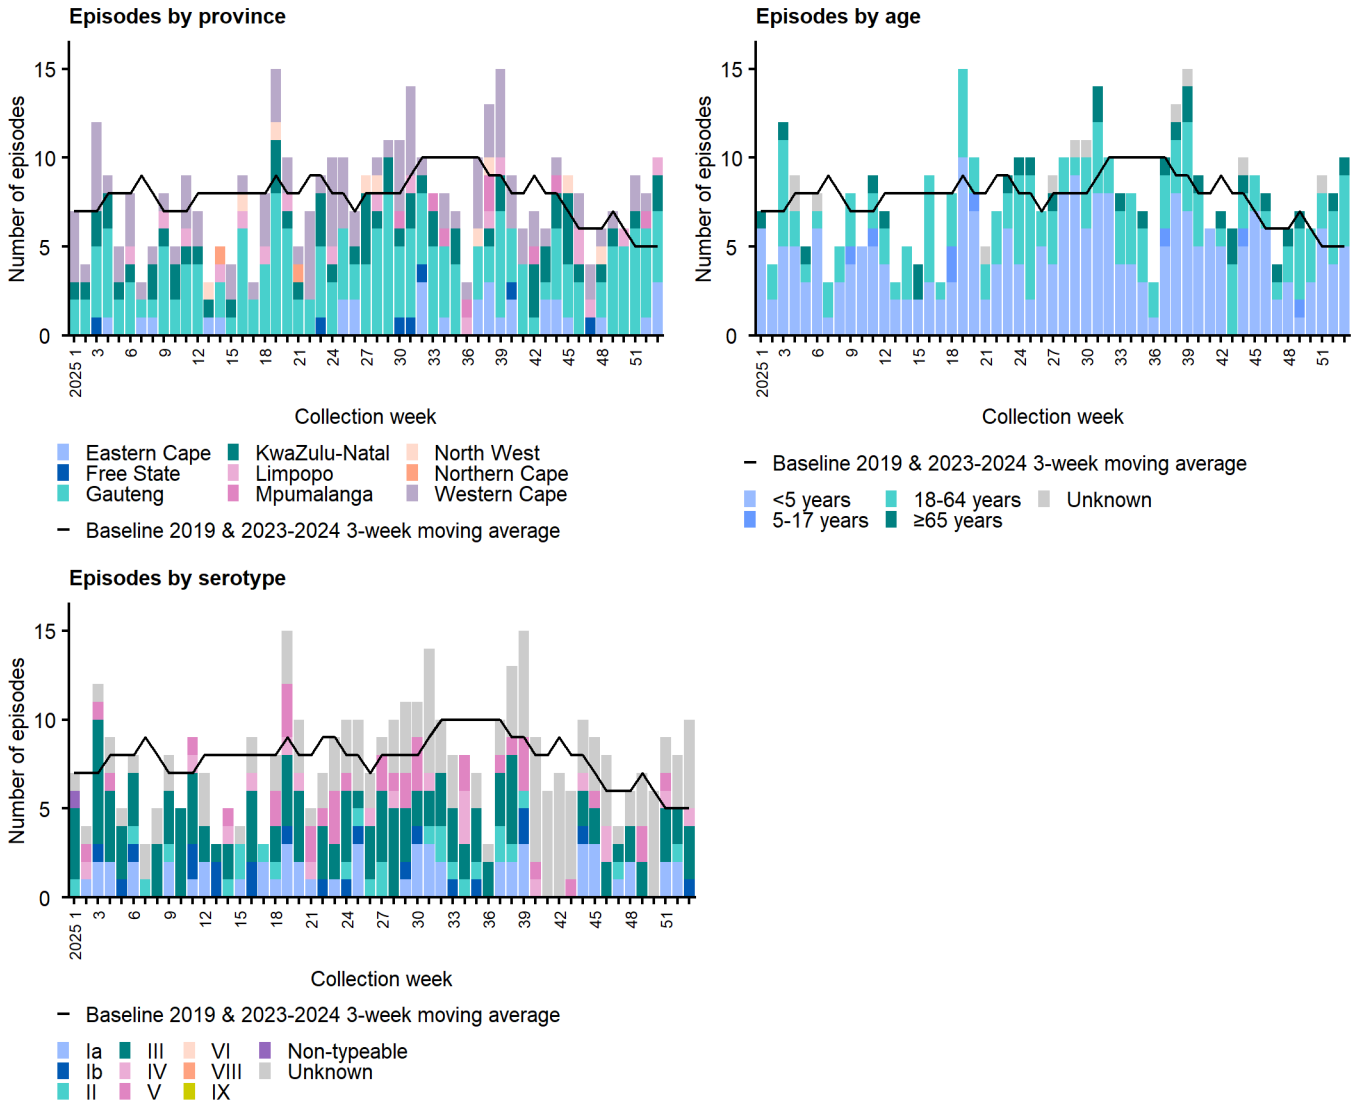 Episodes by province
Number of episodes
15
10
5
0
2025 1
3
6
9
12
15
18
21
24
27
30
33
36
39
42
45
48
51
Collection week
Eastern Cape
KwaZulu-Natal
North West
Free State
Limpopo
Northern Cape
Gauteng
Mpumalanga
Western Cape
Baseline 2019 & 2023-2024 3-week moving average
Episodes by age
Number of episodes
15
10
5
0
2025 1
3
6
9
12
15
18
21
24
27
30
33
36
39
42
45
48
51
Collection week
Baseline 2019 & 2023-2024 3-week moving average
<5 years
18-64 years
Unknown
5-17 years
≥65 years
Episodes by serotype
Number of episodes
15
10
5
0
2025 1
3
6
9
12
15
18
21
24
27
30
33
36
39
42
45
48
51
Collection week
Baseline 2019 & 2023-2024 3-week moving average
Ia
III
VI
Non-typeable
Ib
IV
VIII
Unknown
II
V
IX